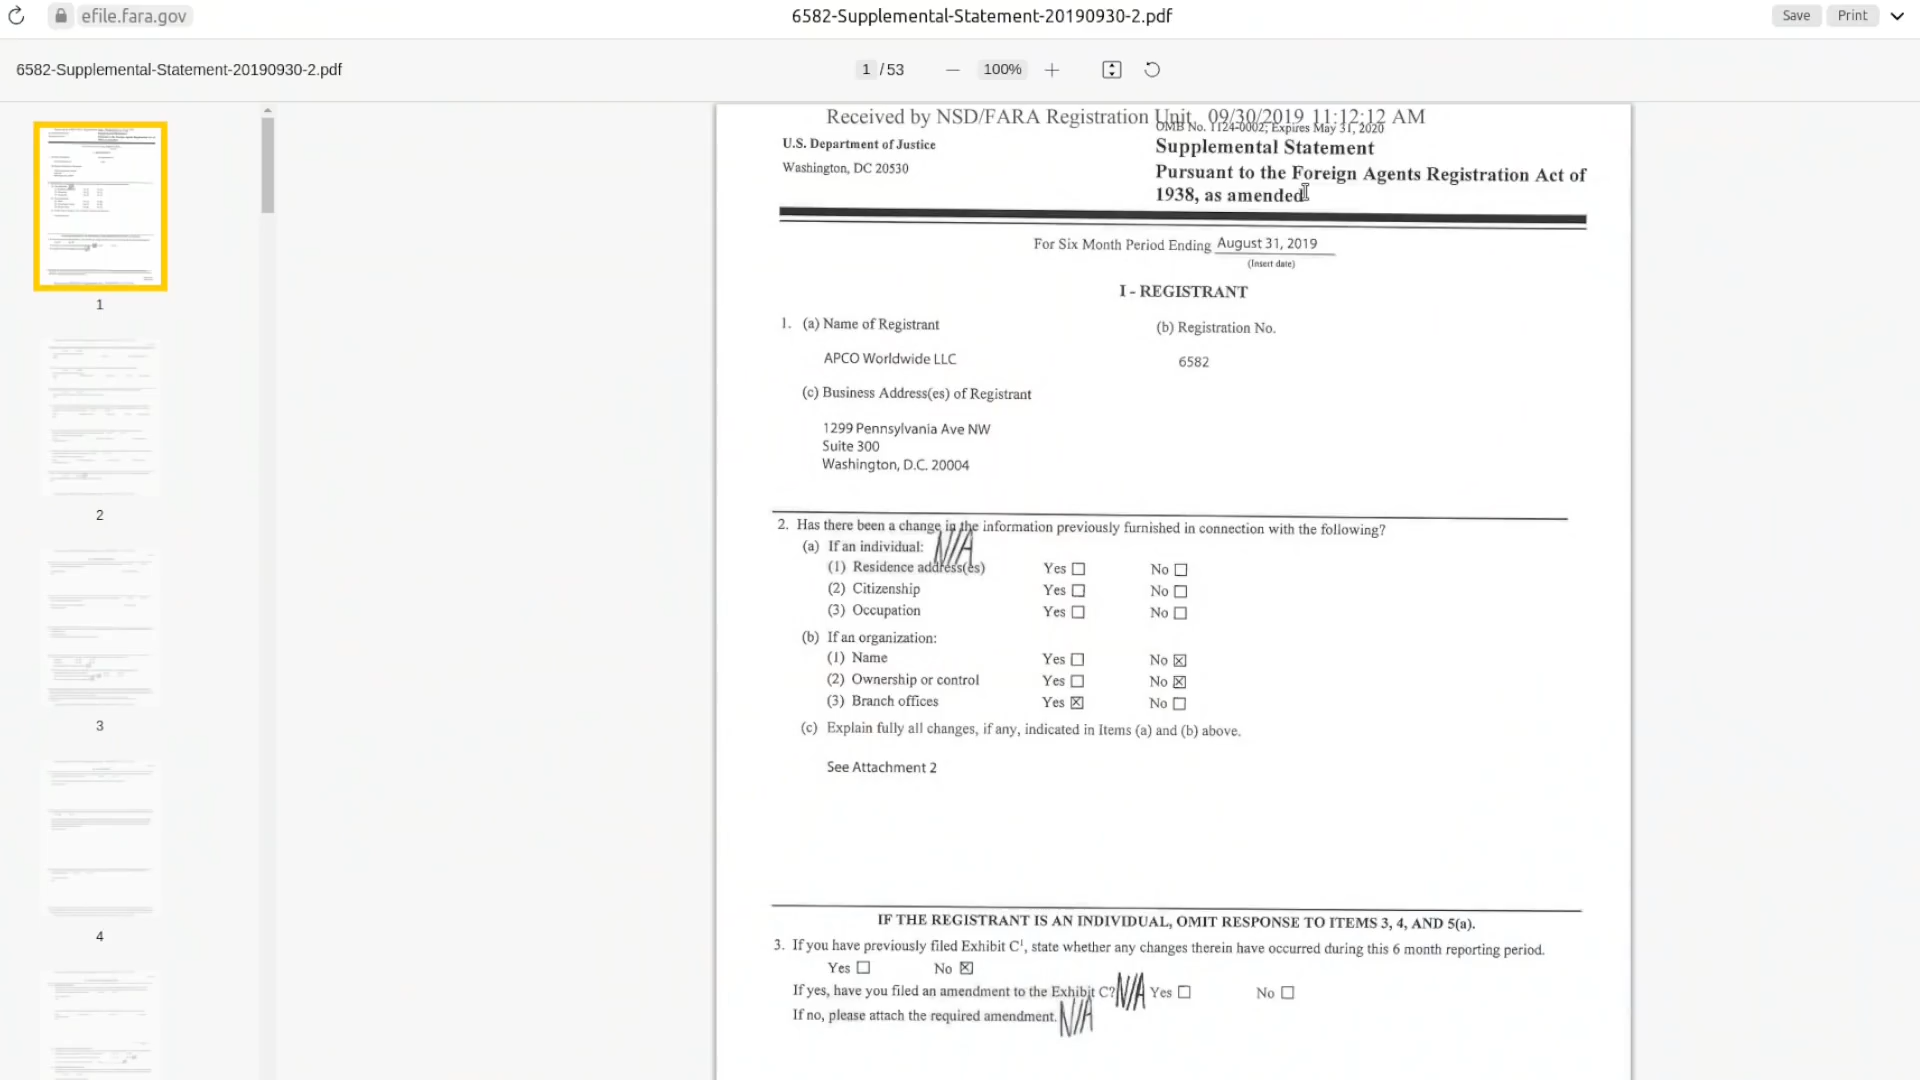 efile.fara.gov
6582-Supplemental-Statement-20190930-2.pdf
Save
Print
6582-Supplemental-Statement-20190930-2.pdf
1 /53
100%
1
2
3
4
Received by NSD/FARA Registration Unit 09/30/2019 11:12:12 AM
OMB No. 1124-0002; Expires May 31, 2020
U.S. Department of Justice
Washington, DC 20530
Supplemental Statement
Pursuant to the Foreign Agents Registration Act of
1938, as amended
For Six Month Period Ending August 31, 2019
(Insert date)
I - REGISTRANT
1. (a) Name of Registrant
(b) Registration No.
APCO Worldwide LLC
6582
(c) Business Address(es) of Registrant
1299 Pennsylvania Ave NW
Suite 300
Washington, D.C. 20004
2. Has there been a change in the information previously furnished in connection with the following?
(a) If an individual: N/A
(1) Residence address(es) Yes ☐ No ☐
(2) Citizenship Yes ☐ No ☐
(3) Occupation Yes ☐ No ☐
(b) If an organization:
(1) Name Yes ☐ No ☒
(2) Ownership or control Yes ☐ No ☒
(3) Branch offices Yes ☒ No ☐
(c) Explain fully all changes, if any, indicated in Items (a) and (b) above.
See Attachment 2
IF THE REGISTRANT IS AN INDIVIDUAL, OMIT RESPONSE TO ITEMS 3, 4, AND 5(a).
3. If you have previously filed Exhibit C¹, state whether any changes therein have occurred during this 6 month reporting period.
Yes ☐ No ☒
If yes, have you filed an amendment to the Exhibit C? N/A Yes ☐ No ☐
If no, please attach the required amendment. N/A